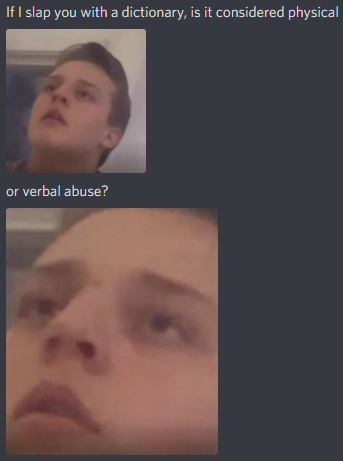 If I slap you with a dictionary, is it considered physical
or verbal abuse?